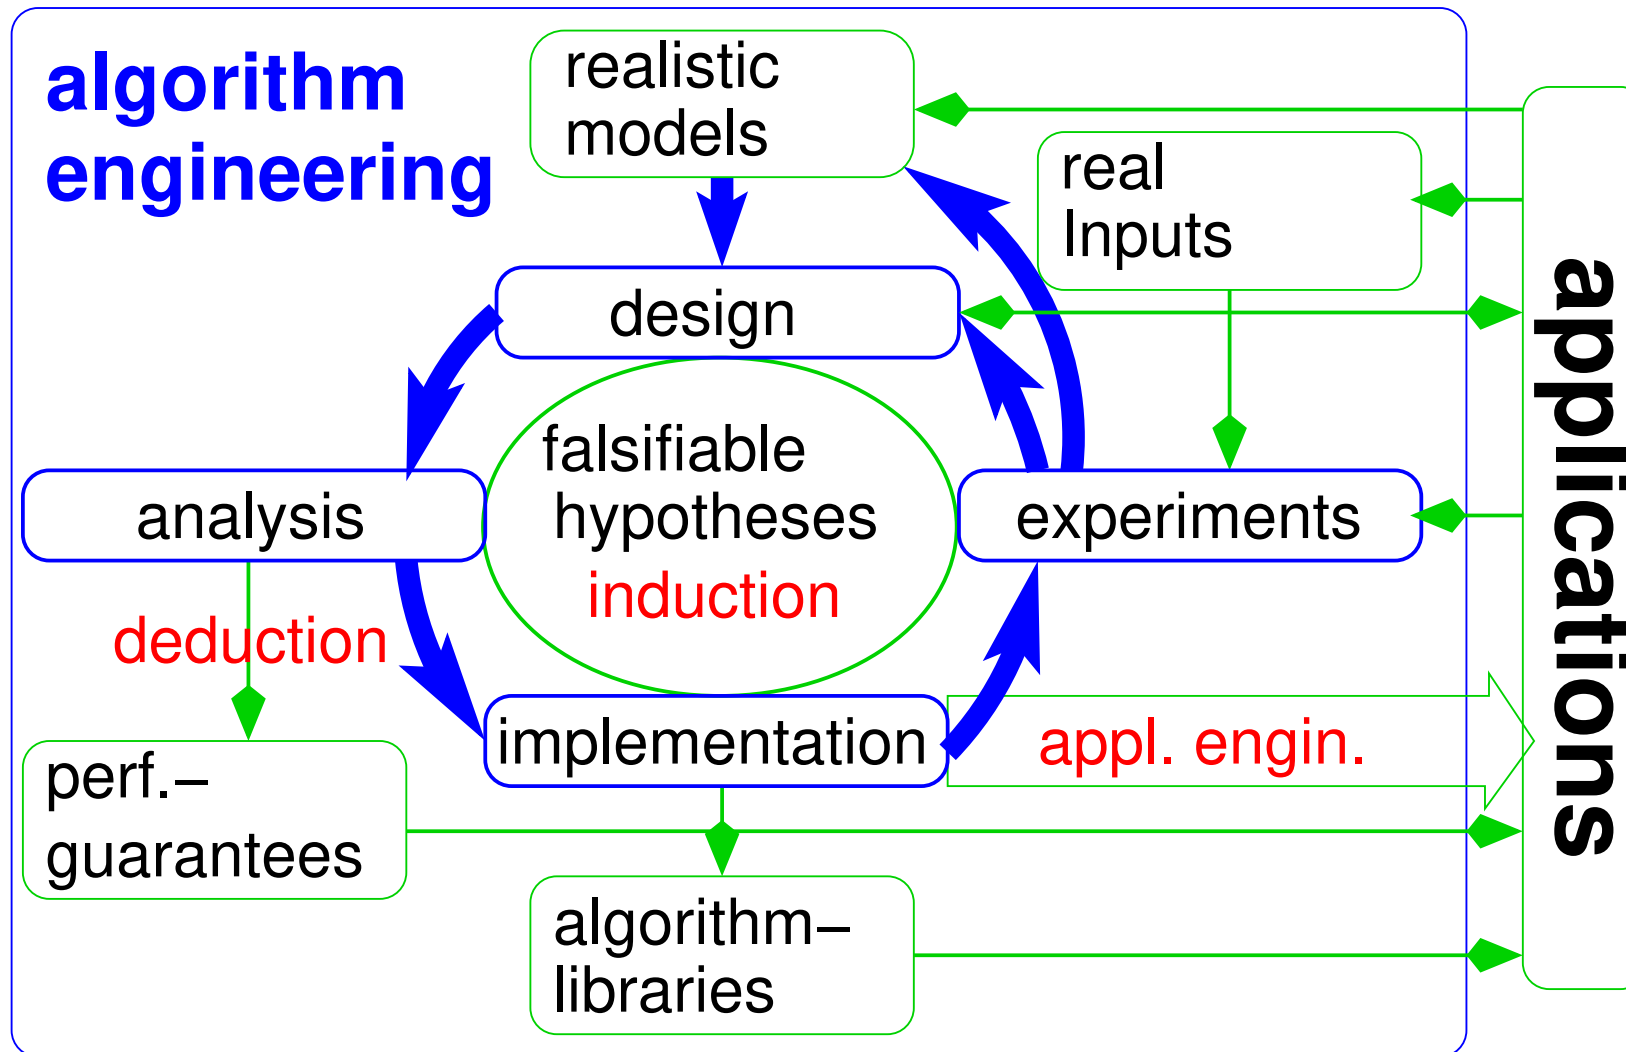 algorithm
engineering
realistic
models
real
Inputs
design
falsifiable
hypotheses
induction
analysis
experiments
deduction
implementation
appl. engin.
perf.–
guarantees
algorithm–
libraries
applications